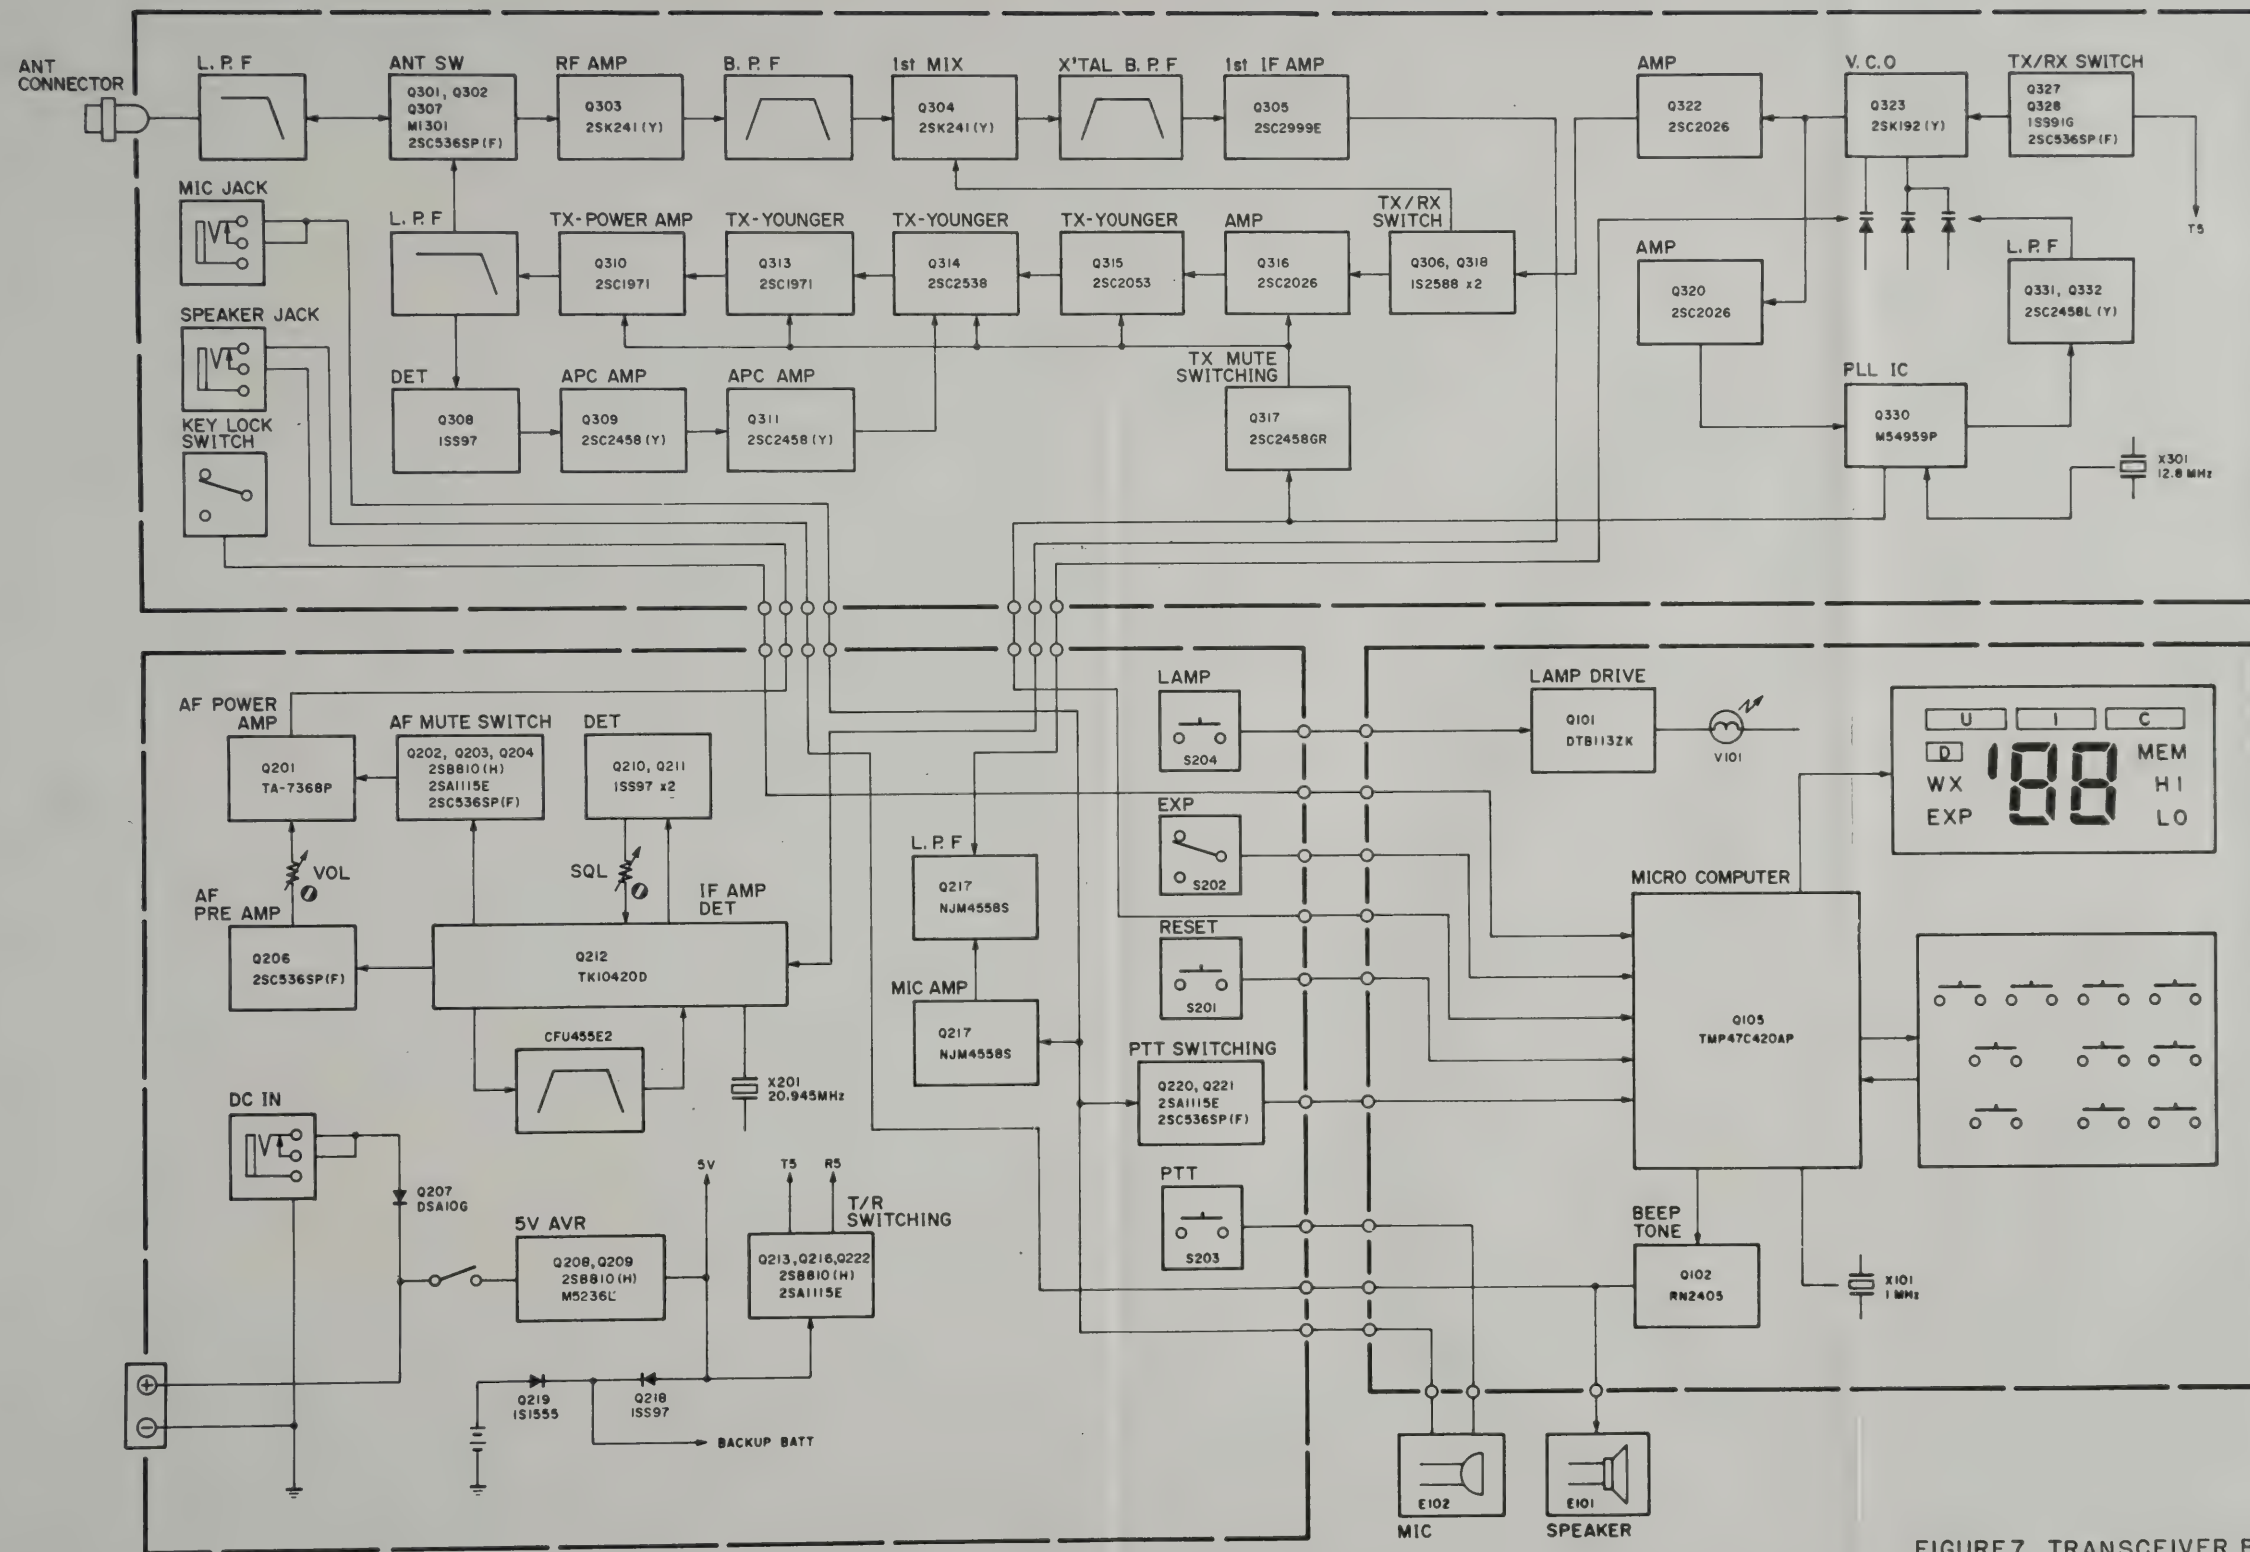 ANT
CONNECTOR
L.P.F
ANT SW
Q301, Q302
Q307
M1301
2SC536SP(F)
RF AMP
Q303
2SK241(Y)
B.P.F
1st MIX
Q304
2SK241(Y)
X'TAL B.P.F
1st IF AMP
Q305
2SC2999E
AMP
Q322
2SC2026
V.C.O
Q323
2SK192(Y)
TX/RX SWITCH
Q327
Q328
1SS91G
2SC536SP(F)
T5
MIC JACK
L.P.F
TX-POWER AMP
Q310
2SC1971
TX-YOUNGER
Q313
2SC1971
TX-YOUNGER
Q314
2SC2538
TX-YOUNGER
Q315
2SC2053
AMP
Q316
2SC2026
TX/RX
SWITCH
Q306, Q318
1S2588 x2
AMP
Q320
2SC2026
L.P.F
Q331, Q332
2SC2458L(Y)
SPEAKER JACK
DET
Q308
1SS97
APC AMP
Q309
2SC2458(Y)
APC AMP
Q311
2SC2458(Y)
TX MUTE
SWITCHING
Q317
2SC2458GR
PLL IC
Q330
M54959P
X301
12.8 MHz
KEY LOCK
SWITCH
AF POWER
AMP
Q201
TA-7368P
AF MUTE SWITCH
Q202, Q203, Q204
2SB810(H)
2SA1115E
2SC536SP(F)
DET
Q210, Q211
1SS97 x2
VOL
SQL
AF
PRE AMP
Q206
2SC536SP(F)
IF AMP
DET
Q212
TK10420D
CFU455E2
X201
20.945MHz
L.P.F
Q217
NJM4558S
MIC AMP
Q217
NJM4558S
LAMP
S204
EXP
S202
RESET
S201
PTT SWITCHING
Q220, Q221
2SA1115E
2SC536SP(F)
PTT
S203
LAMP DRIVE
Q101
DTB113ZK
V101
U I C
D
MEM
WX
'88
HI
EXP
LO
MICRO COMPUTER
Q105
TMP47C420AP
BEEP
TONE
Q102
RN2405
X101
1 MHz
DC IN
Q207
DSA10G
5V AVR
Q208, Q209
2SB810(H)
M5236L
5V
T5
R5
T/R
SWITCHING
Q213, Q216, Q222
2SB810(H)
2SA1115E
+
−
Q219
1S1555
Q218
1SS97
BACKUP BATT
E102
MIC
E101
SPEAKER
FIGURE 7. TRANSCEIVER